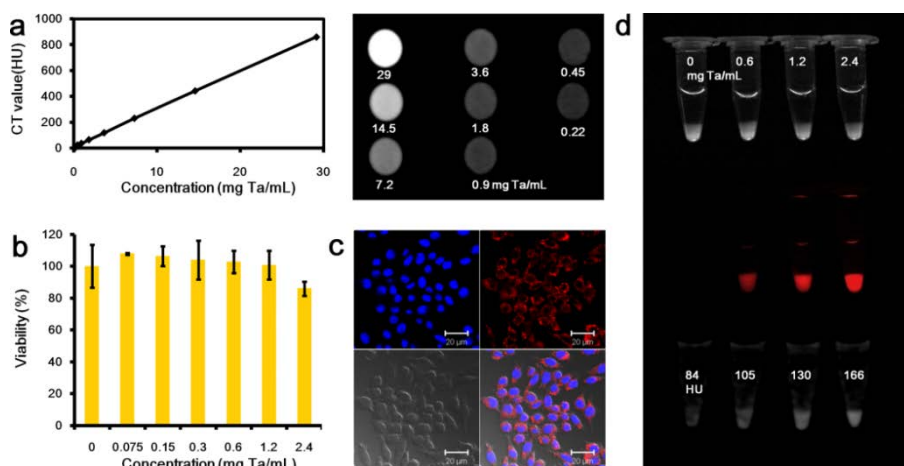 a
CT value(HU)
1000
800
600
400
200
0
0
10
20
30
Concentration (mg Ta/mL)
29
3.6
0.45
14.5
1.8
0.22
7.2
0.9 mg Ta/mL
b
Viability (%)
120
100
80
60
40
20
0
0 0.075 0.15 0.3 0.6 1.2 2.4
Concentration (mg Ta/mL)
c
20 μm
20 μm
20 μm
20 μm
d
0 0.6 1.2 2.4
mg Ta/mL
84 105 130 166
HU